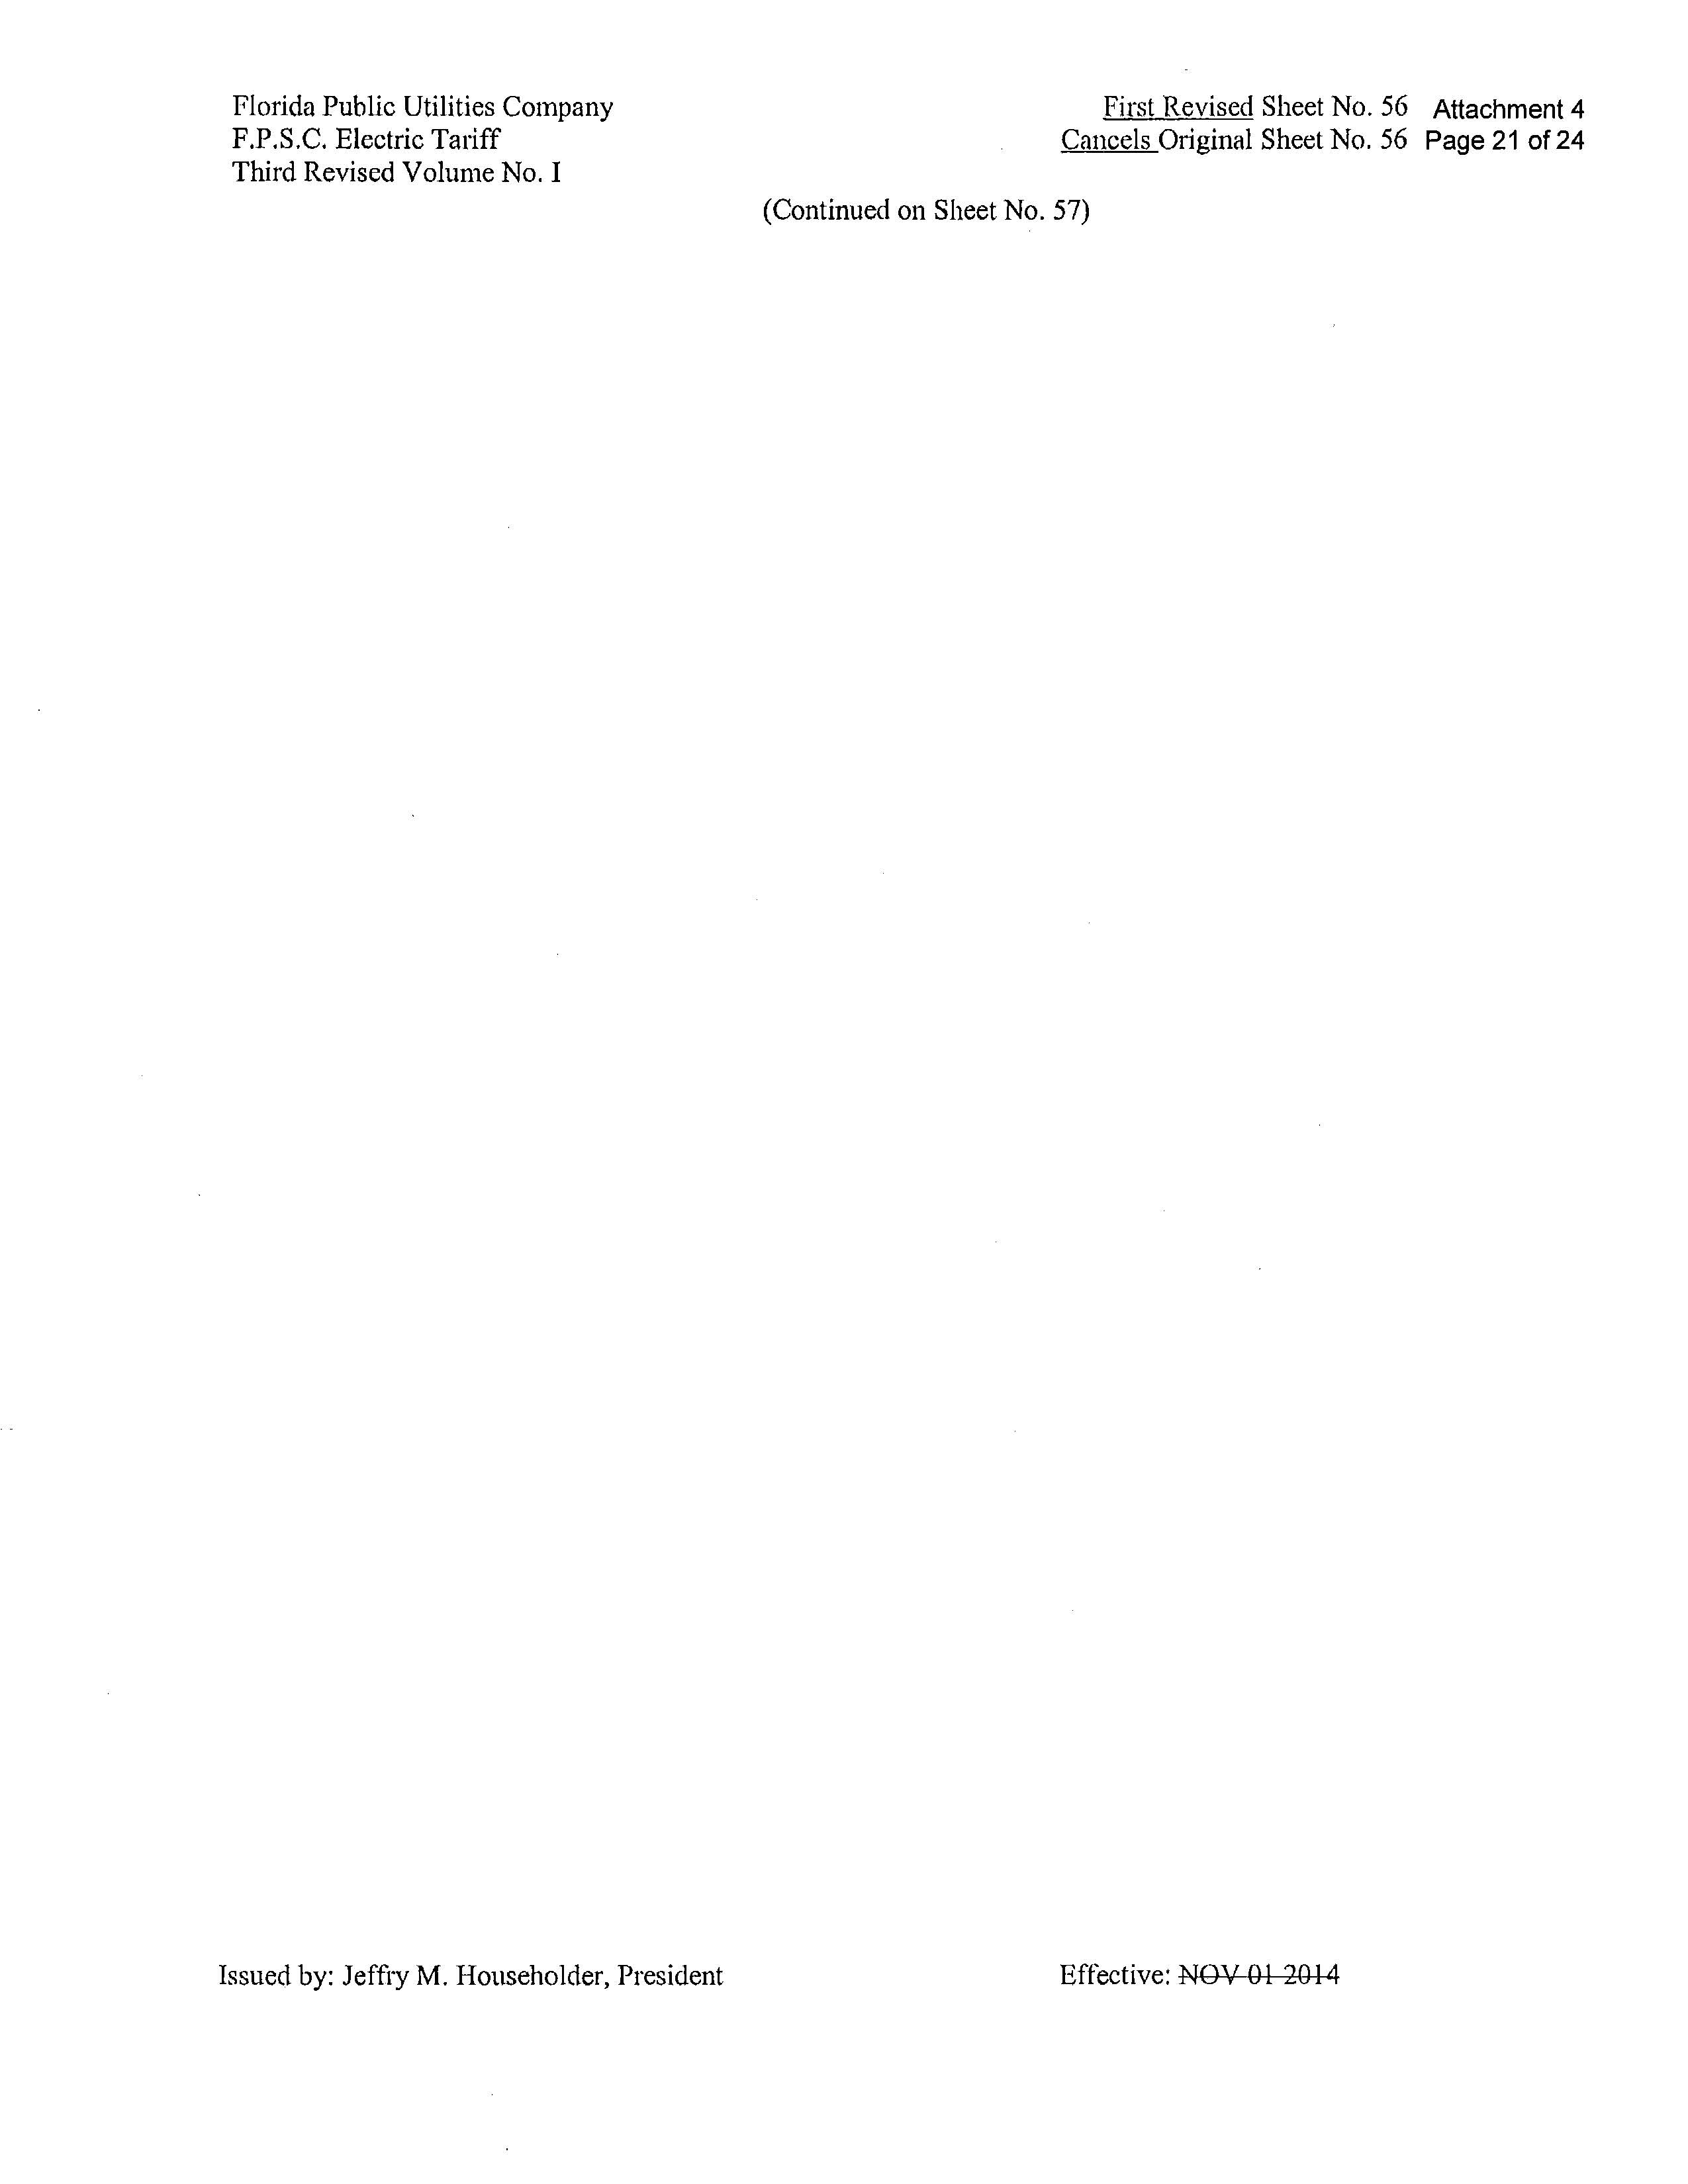 Florida Public Utilities Company
F.P.S.C. Electric Tariff
Third Revised Volume No. I
First Revised Sheet No. 56 Attachment 4
Cancels Original Sheet No. 56 Page 21 of 24
(Continued on Sheet No. 57)
Issued by: Jeffry M. Householder, President
Effective: NOV 01 2014